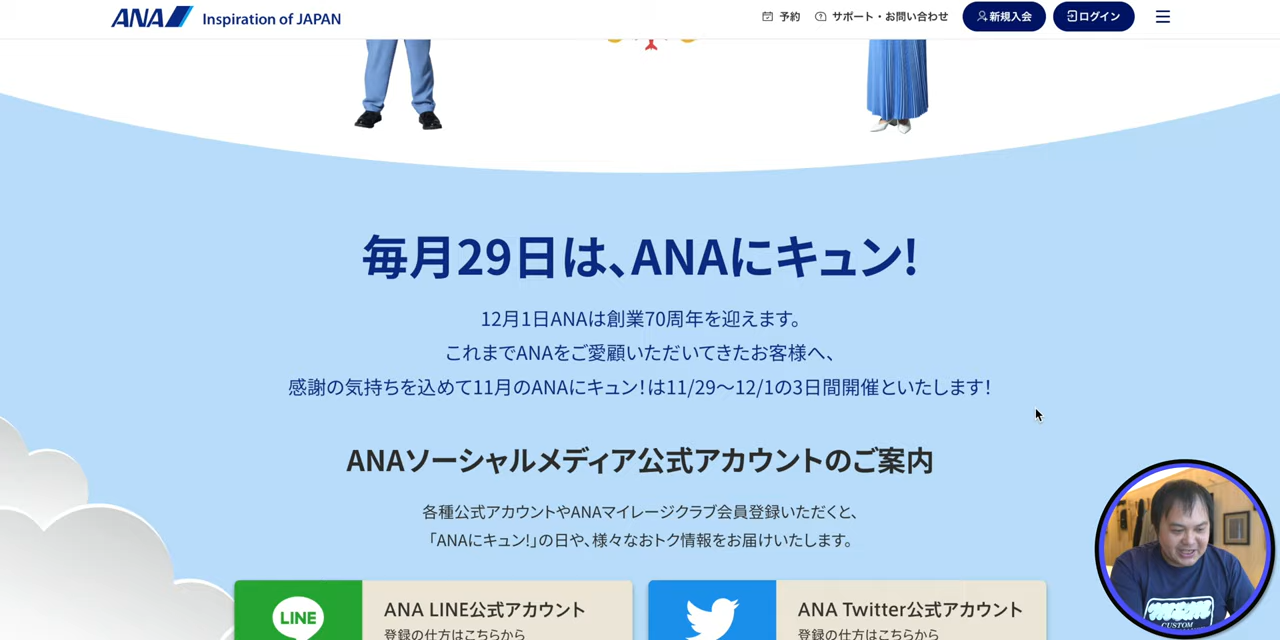 ANA Inspiration of JAPAN
予約
サポート・お問い合わせ
新規入会
ログイン
毎月29日は、ANAにキュン!
12月1日ANAは創業70周年を迎えます。
これまでANAをご愛顧いただいてきたお客様へ、
感謝の気持ちを込めて11月のANAにキュン!は11/29〜12/1の3日間開催といたします!
ANAソーシャルメディア公式アカウントのご案内
各種公式アカウントやANAマイレージクラブ会員登録いただくと、
「ANAにキュン!」の日や、様々なおトク情報をお届けいたします。
LINE
ANA LINE公式アカウント
登録の仕方はこちらから
ANA Twitter公式アカウント
登録の仕方はこちらから
CUSTOM